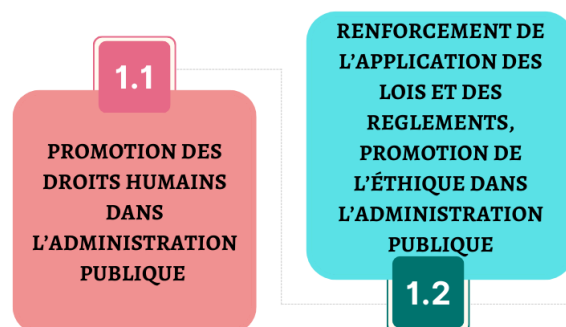 1.1
PROMOTION DES
DROITS HUMAINS
DANS
L'ADMINISTRATION
PUBLIQUE
RENFORCEMENT DE
L'APPLICATION DES
LOIS ET DES
REGLEMENTS,
PROMOTION DE
L'ÉTHIQUE DANS
L'ADMINISTRATION
PUBLIQUE
1.2